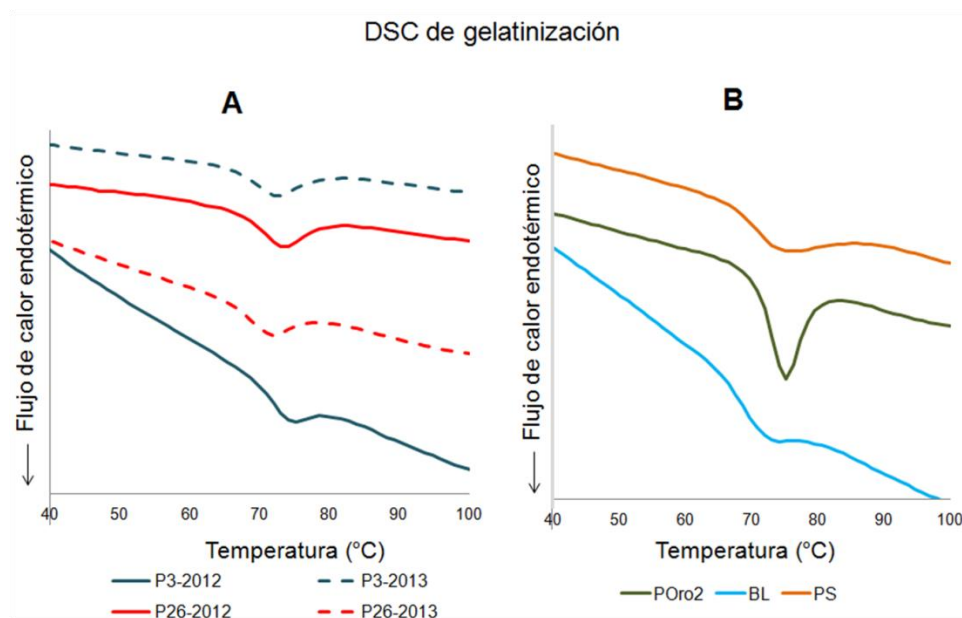 DSC de gelatinización
A
Flujo de calor endotérmico
40 50 60 70 80 90 100
Temperatura (°C)
P3-2012 P3-2013
P26-2012 P26-2013
B
Flujo de calor endotérmico
40 50 60 70 80 90 100
Temperatura (°C)
POro2 BL PS